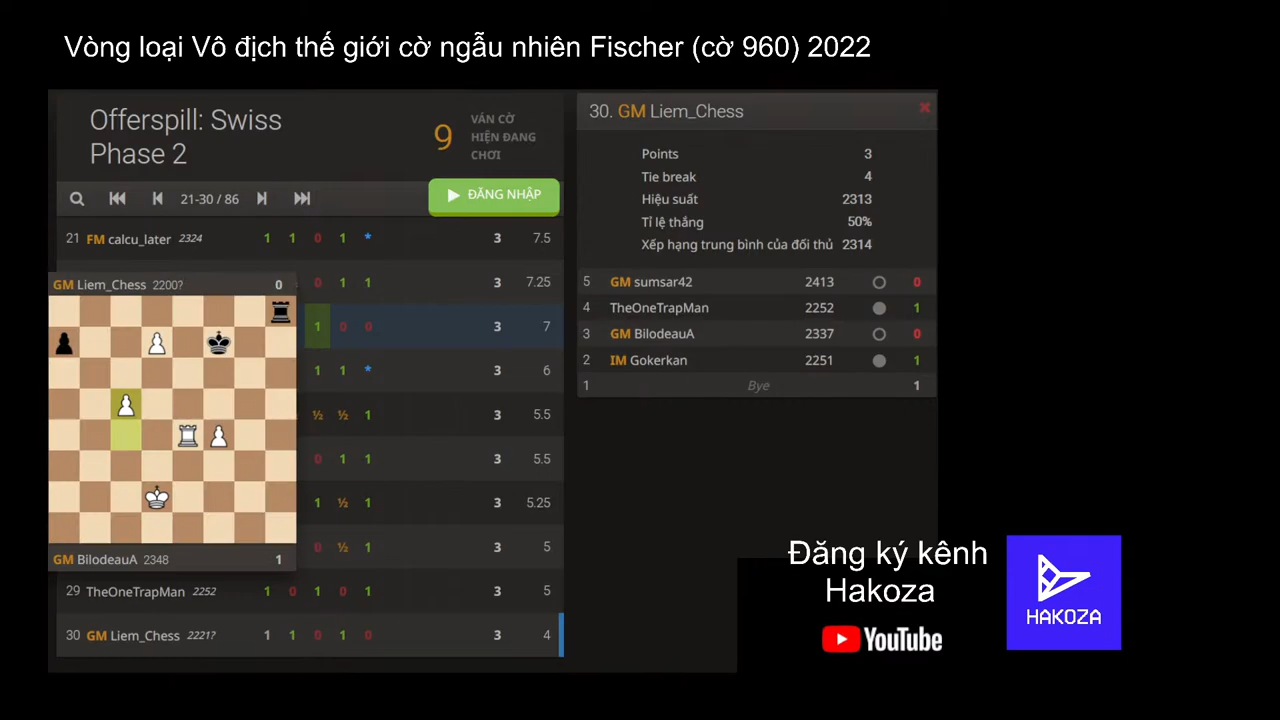 Vòng loại Vô địch thế giới cờ ngẫu nhiên Fischer (cờ 960) 2022
Offerspill: Swiss
Phase 2
9
VÁN CỜ
HIỆN ĐANG
CHƠI
21-30 / 86
ĐĂNG NHẬP
21 FM calcu_later 2324 1 1 0 1 * 3 7.5
GM Liem_Chess 2200? 0
0 1 1 3 7.25
1 0 0 3 7
1 1 * 3 6
½ ½ 1 3 5.5
0 1 1 3 5.5
1 ½ 1 3 5.25
0 ½ 1 3 5
GM BilodeauA 2348 1
29 TheOneTrapMan 2252 1 0 1 0 1 3 5
30 GM Liem_Chess 2221? 1 1 0 1 0 3 4
30. GM Liem_Chess
Points 3
Tie break 4
Hiệu suất 2313
Tỉ lệ thắng 50%
Xếp hạng trung bình của đối thủ 2314
5 GM sumsar42 2413 0
4 TheOneTrapMan 2252 1
3 GM BilodeauA 2337 0
2 IM Gokerkan 2251 1
1 Bye 1
Đăng ký kênh
Hakoza
YouTube
HAKOZA